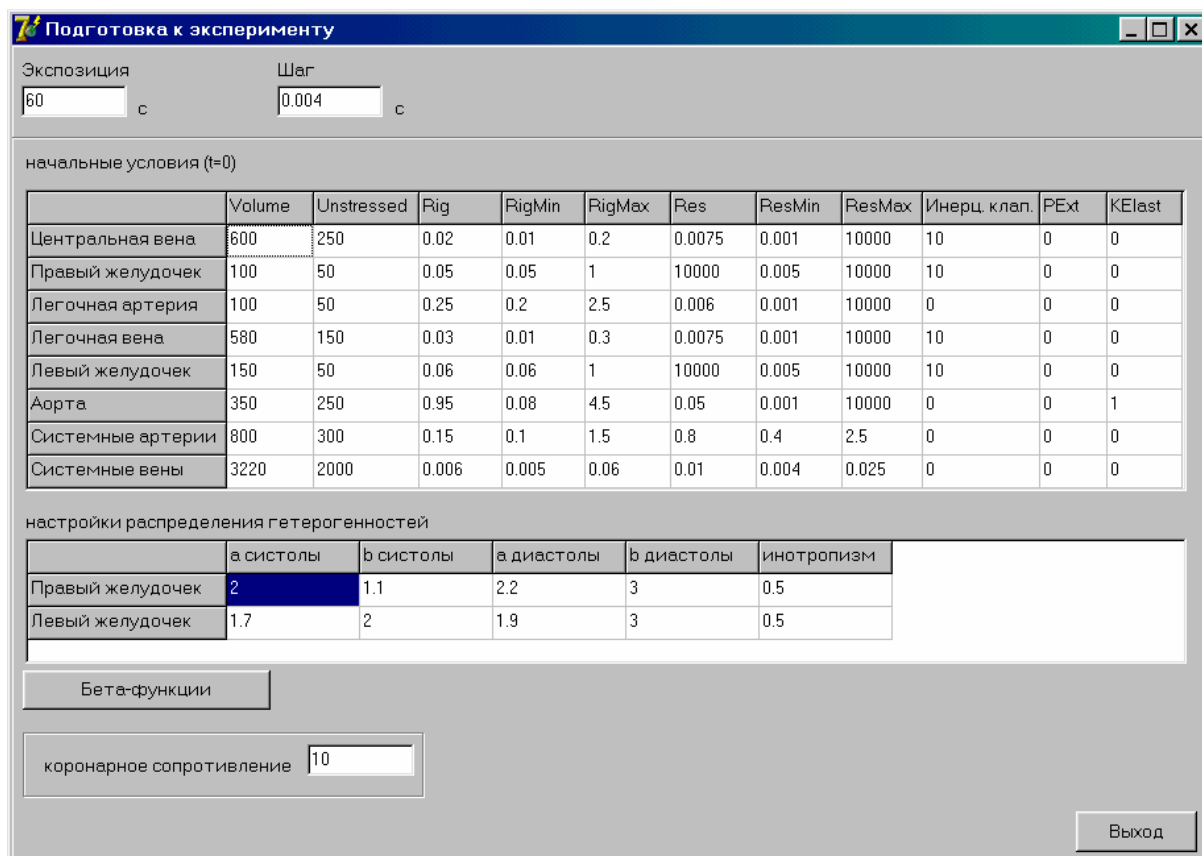 Подготовка к эксперименту
Экспозиция Шаг
60 с 0.004 с
начальные условия (t=0)
Volume Unstressed Rig RigMin RigMax Res ResMin ResMax Инерц. клап. PExt KElast
Центральная вена 600 250 0.02 0.01 0.2 0.0075 0.001 10000 10 0 0
Правый желудочек 100 50 0.05 0.05 1 10000 0.005 10000 10 0 0
Легочная артерия 100 50 0.25 0.2 2.5 0.006 0.001 10000 0 0 0
Легочная вена 580 150 0.03 0.01 0.3 0.0075 0.001 10000 10 0 0
Левый желудочек 150 50 0.06 0.06 1 10000 0.005 10000 10 0 0
Аорта 350 250 0.95 0.08 4.5 0.05 0.001 10000 0 0 1
Системные артерии 800 300 0.15 0.1 1.5 0.8 0.4 2.5 0 0 0
Системные вены 3220 2000 0.006 0.005 0.06 0.01 0.004 0.025 0 0 0
настройки распределения гетерогенностей
a систолы b систолы a диастолы b диастолы инотропизм
Правый желудочек 2 1.1 2.2 3 0.5
Левый желудочек 1.7 2 1.9 3 0.5
Бета-функции
коронарное сопротивление 10
Выход